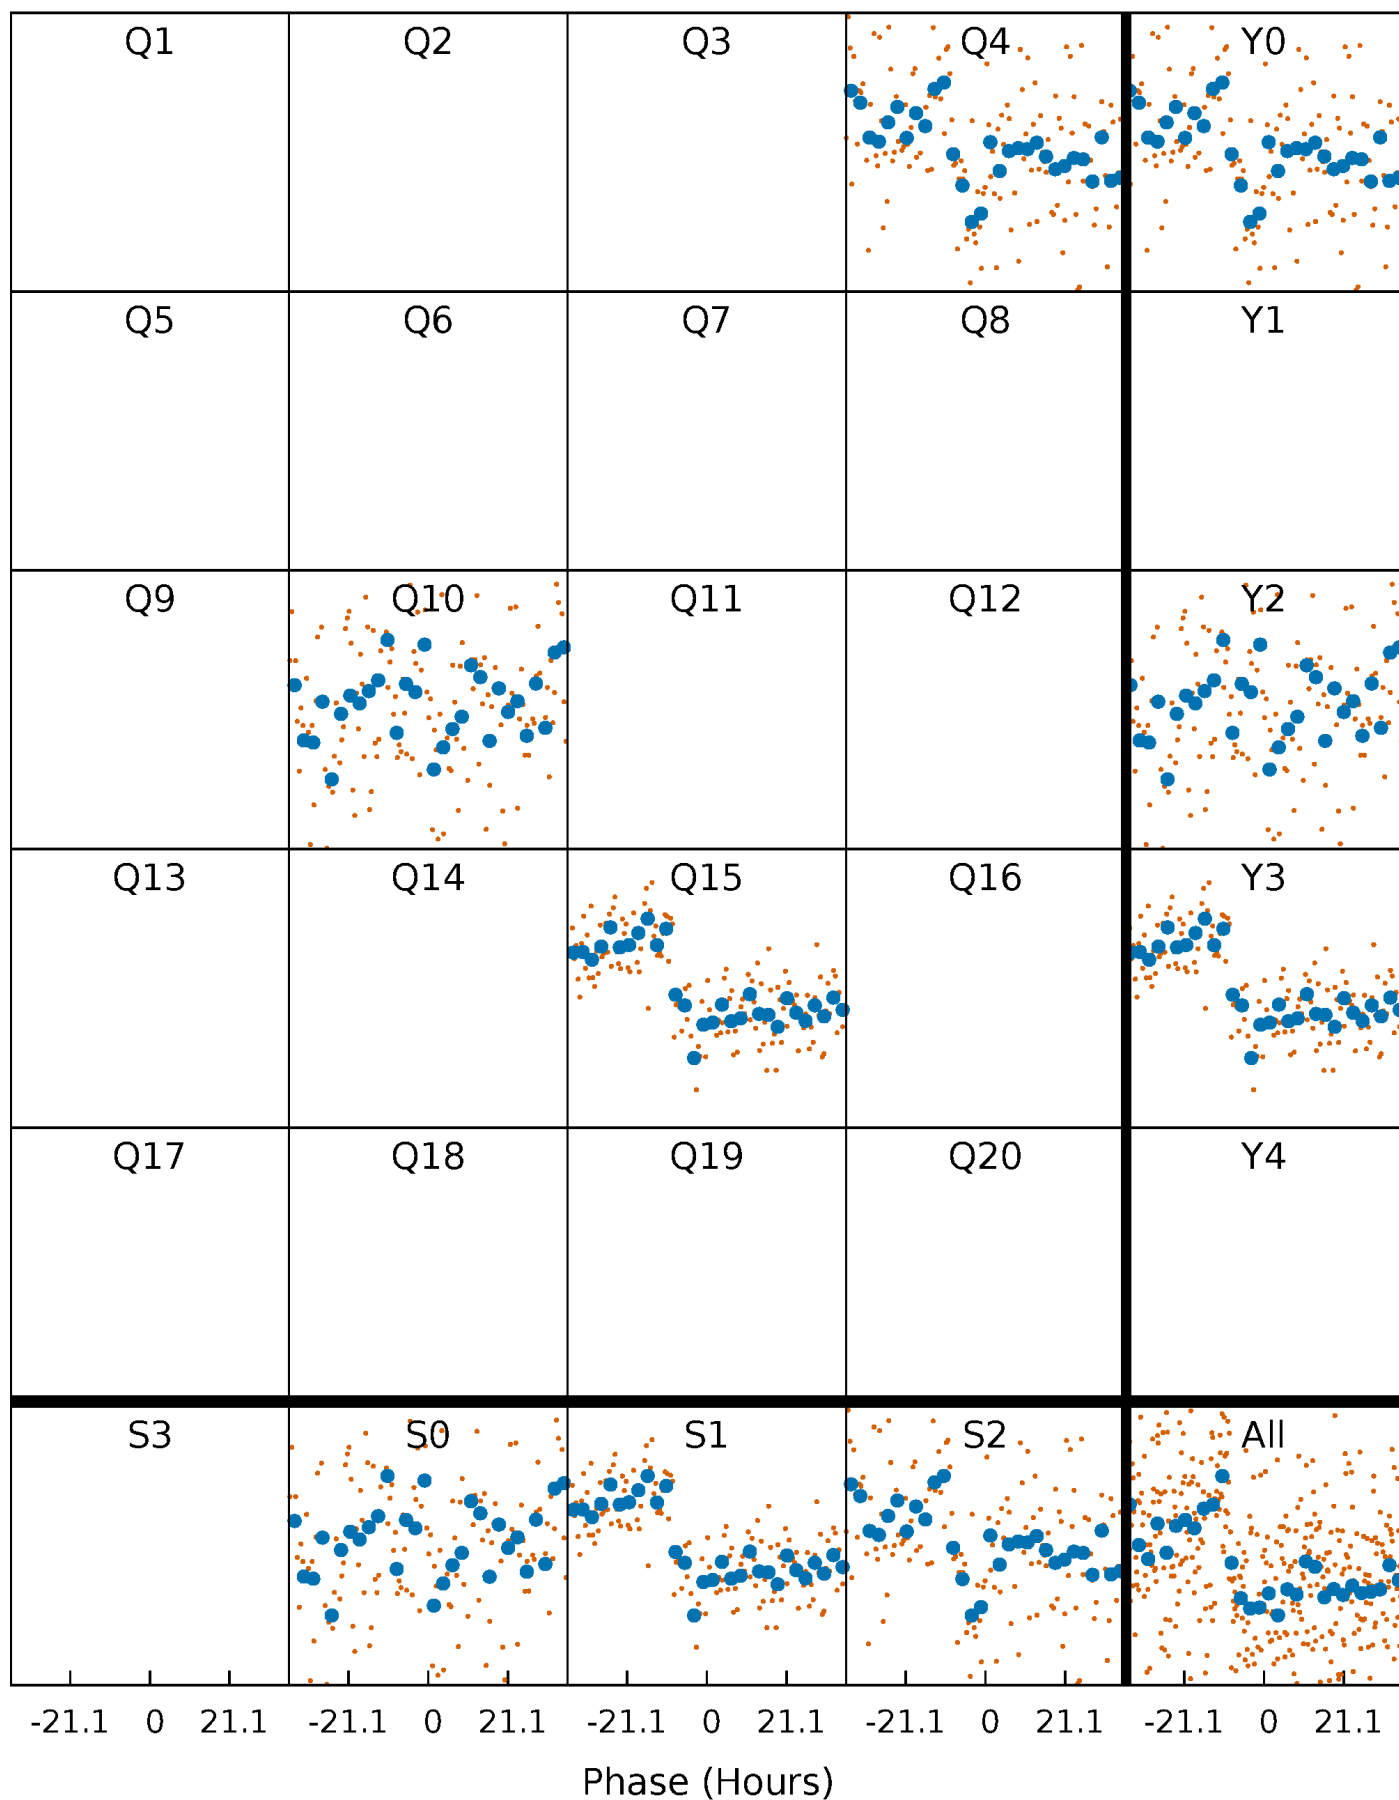 Q1 Q2 Q3 Q4 Y0
Q5 Q6 Q7 Q8 Y1
Q9 Q10 Q11 Q12 Y2
Q13 Q14 Q15 Q16 Y3
Q17 Q18 Q19 Q20 Y4
S3 S0 S1 S2 All
-21.1 0 21.1 -21.1 0 21.1 -21.1 0 21.1 -21.1 0 21.1 -21.1 0 21.1
Phase (Hours)